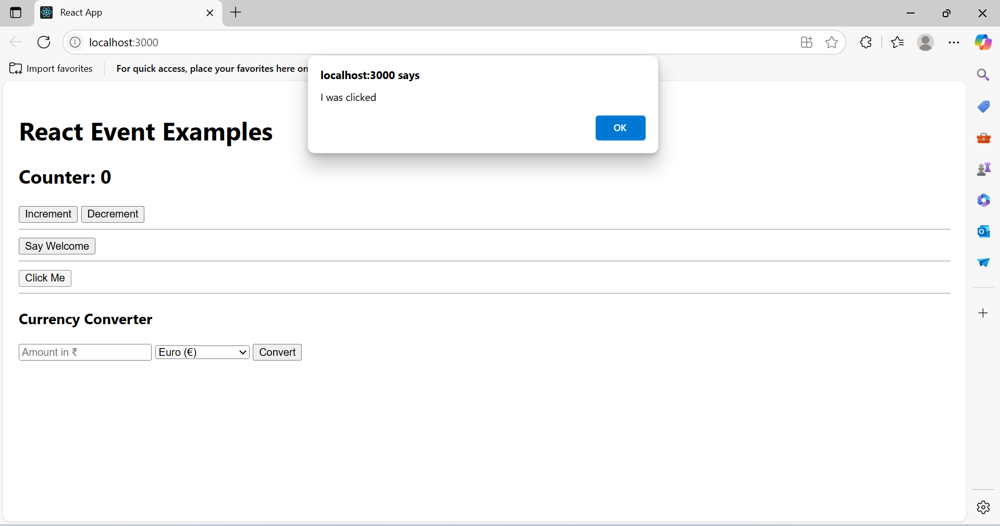 React App
localhost:3000
Import favorites
For quick access, place your favorites here on
localhost:3000 says
I was clicked
OK
React Event Examples
Counter: 0
Increment Decrement
Say Welcome
Click Me
Currency Converter
Amount in ₹ Euro (€) Convert